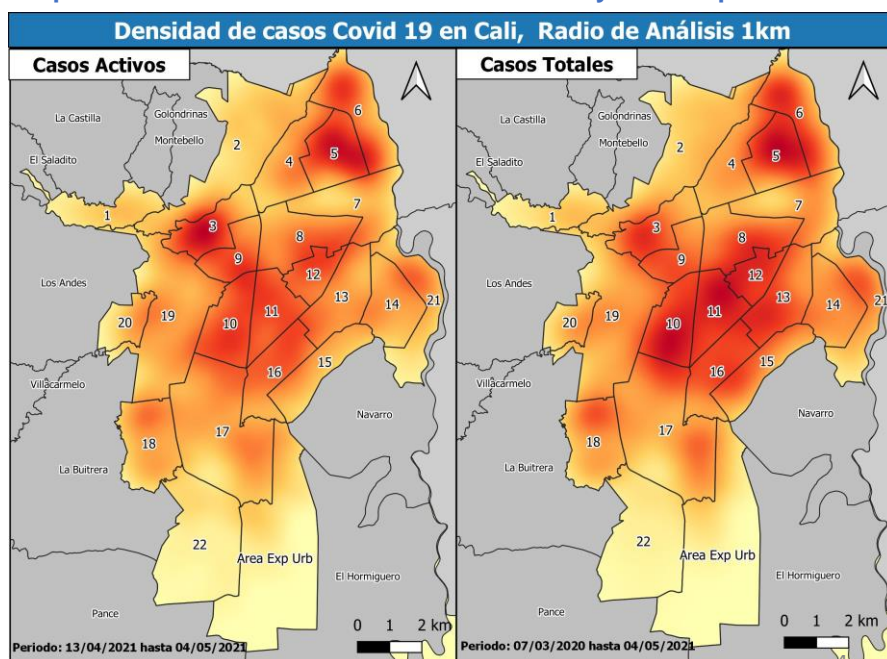 Densidad de casos Covid 19 en Cali, Radio de Análisis 1km
Casos Activos
La Castilla
Golondrinas
Montebello
El Saladito
Los Andes
Villacarmelo
La Buitrera
Pance
Navarro
El Hormiguero
Area Exp Urb
1
2
3
4
5
6
7
8
9
10
11
12
13
14
15
16
17
18
19
20
21
22
0 1 2 km
Periodo: 13/04/2021 hasta 04/05/2021
Casos Totales
La Castilla
Golondrinas
Montebello
El Saladito
Los Andes
Villacarmelo
La Buitrera
Pance
Navarro
El Hormiguero
Area Exp Urb
1
2
3
4
5
6
7
8
9
10
11
12
13
14
15
16
17
18
19
20
21
22
0 1 2 km
Periodo: 07/03/2020 hasta 04/05/2021